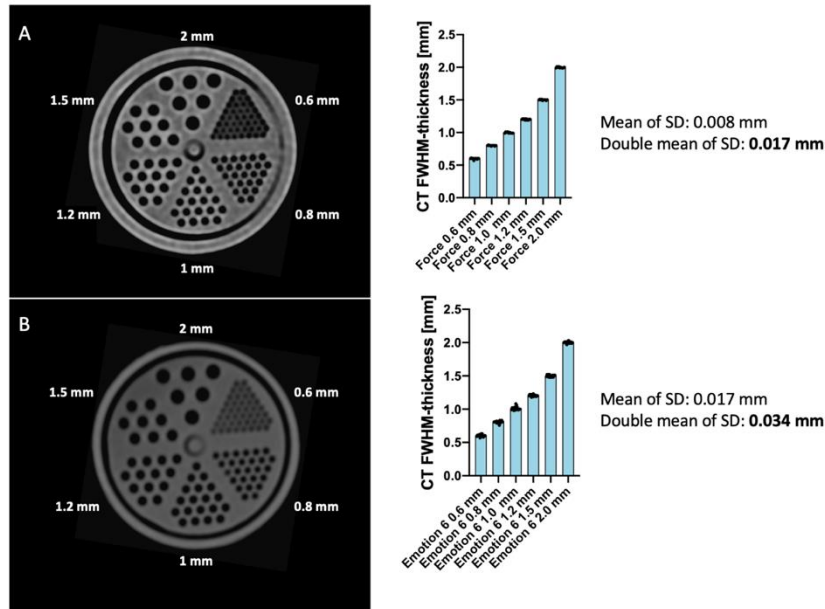 A
2 mm
1.5 mm
0.6 mm
1.2 mm
0.8 mm
1 mm
CT FWHM-thickness [mm]
2.5
2.0
1.5
1.0
0.5
0.0
Force 0.6 mm
Force 0.8 mm
Force 1.0 mm
Force 1.2 mm
Force 1.5 mm
Force 2.0 mm
Mean of SD: 0.008 mm
Double mean of SD: 0.017 mm
B
2 mm
1.5 mm
0.6 mm
1.2 mm
0.8 mm
1 mm
CT FWHM-thickness [mm]
2.5
2.0
1.5
1.0
0.5
0.0
Emotion 6 0.6 mm
Emotion 6 0.8 mm
Emotion 6 1.0 mm
Emotion 6 1.2 mm
Emotion 6 1.5 mm
Emotion 6 2.0 mm
Mean of SD: 0.017 mm
Double mean of SD: 0.034 mm